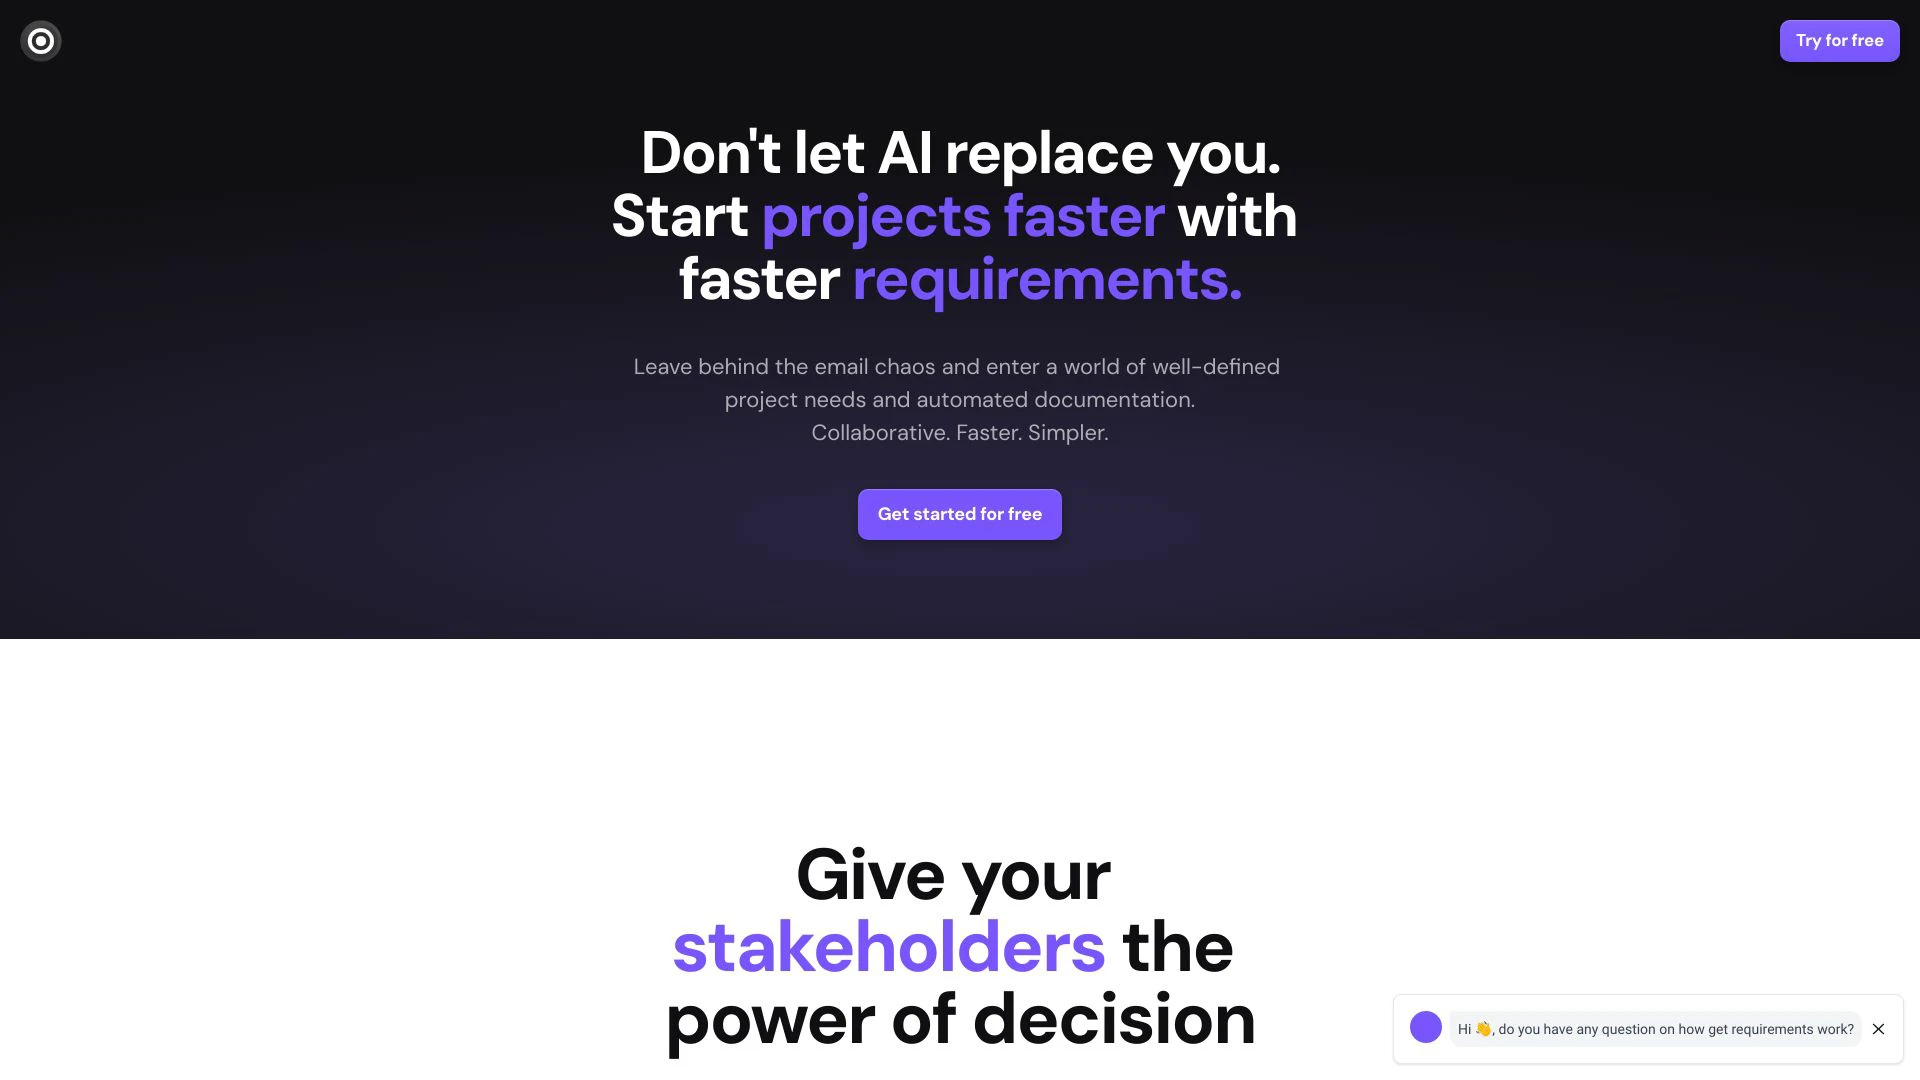 Try for free
Don't let AI replace you.
Start projects faster with
faster requirements.
Leave behind the email chaos and enter a world of well-defined
project needs and automated documentation.
Collaborative. Faster. Simpler.
Get started for free
Give your
stakeholders the
power of decision
Hi 👋, do you have any question on how get requirements work?